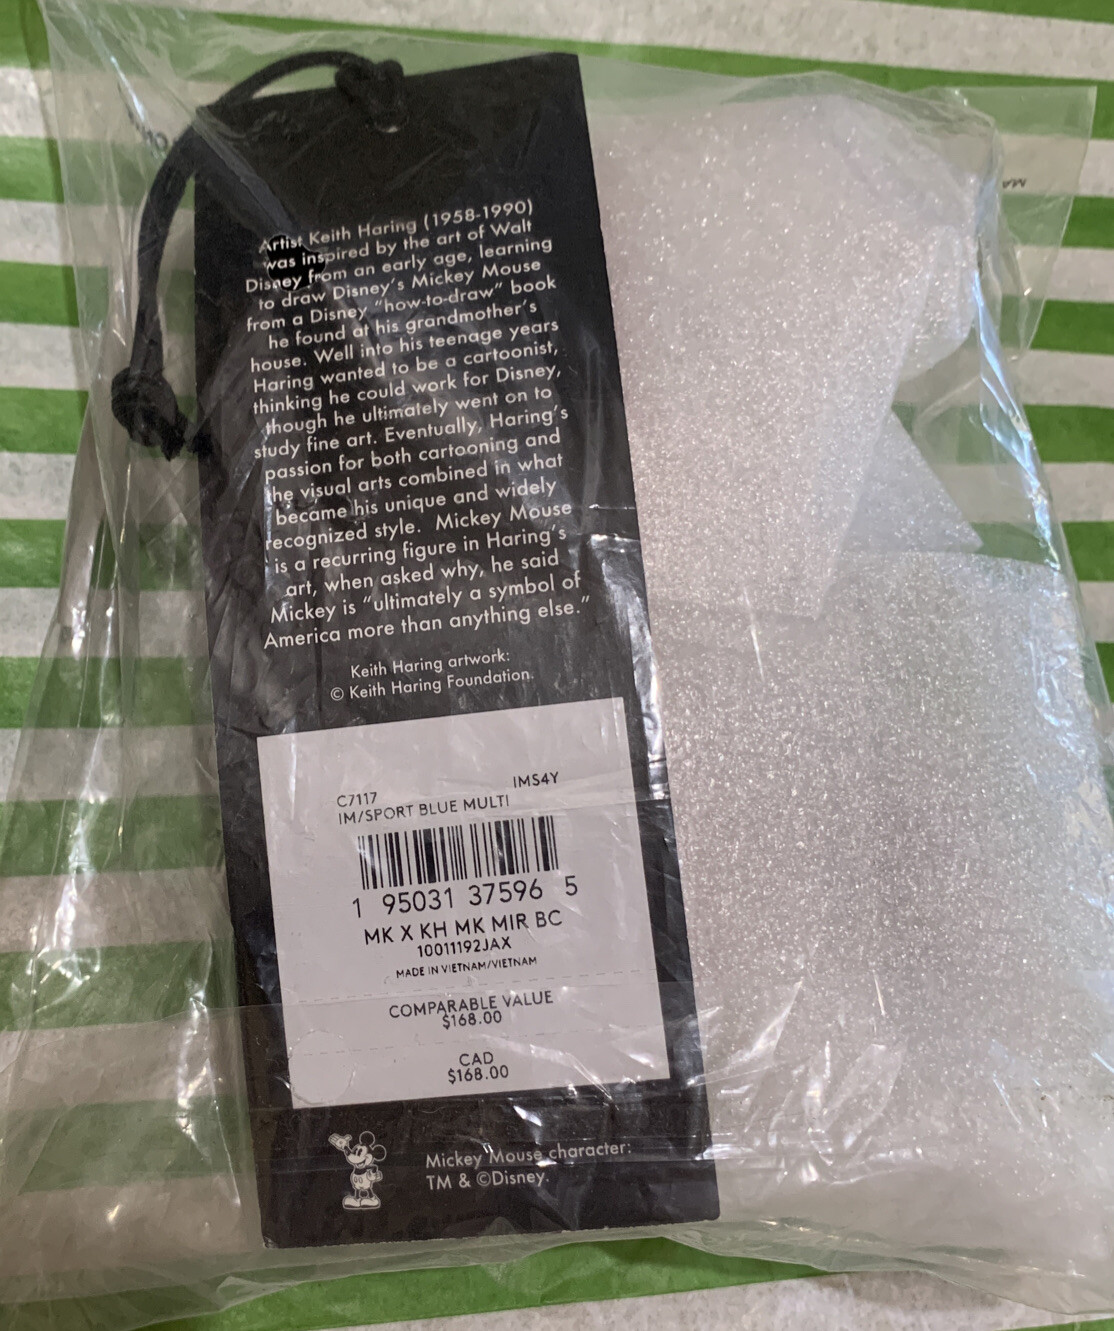 Artist Keith Haring (1958-1990)
was inspired by the art of Walt
Disney from an early age, learning
to draw Disney's Mickey Mouse
from a Disney “how-to-draw” book
he found at his grandmother's
house. Well into his teenage years
Haring wanted to be a cartoonist,
thinking he could work for Disney,
though he ultimately went on to
study fine art. Eventually, Haring's
passion for both cartooning and
the visual arts combined in what
became his unique and widely
recognized style. Mickey Mouse
is a recurring figure in Haring's
art, when asked why, he said
Mickey is “ultimately a symbol of
America more than anything else.”
Keith Haring artwork:
© Keith Haring Foundation.
C7117 IMS4Y
IM/SPORT BLUE MULTI
1 95031 37596 5
MK X KH MK MIR BC
10011192JAX
MADE IN VIETNAM/VIETNAM
COMPARABLE VALUE
$168.00
CAD
$168.00
Mickey Mouse character:
TM & ©Disney.